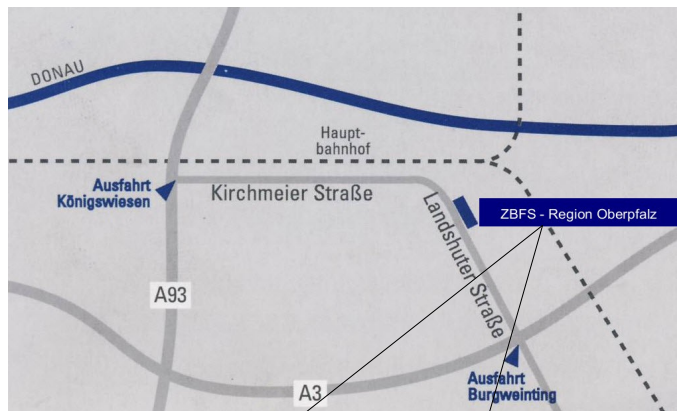 DONAU
Haupt-
bahnhof
Ausfahrt
Königswiesen
Kirchmeier Straße
ZBFS - Region Oberpfalz
Landshuter Straße
A93
A3
Ausfahrt
Burgweinting